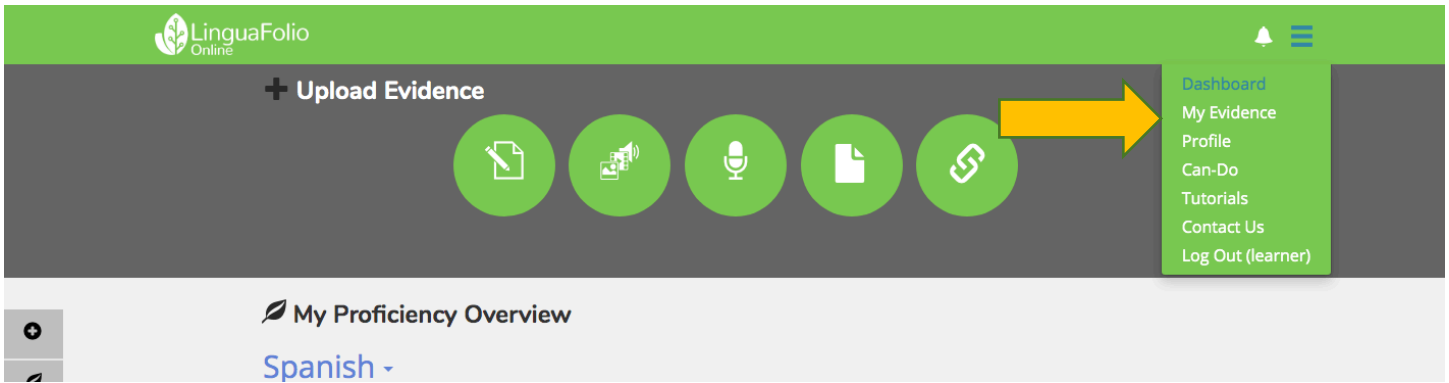 LinguaFolio
Online
Upload Evidence
Dashboard
My Evidence
Profile
Can-Do
Tutorials
Contact Us
Log Out (learner)
My Proficiency Overview
Spanish